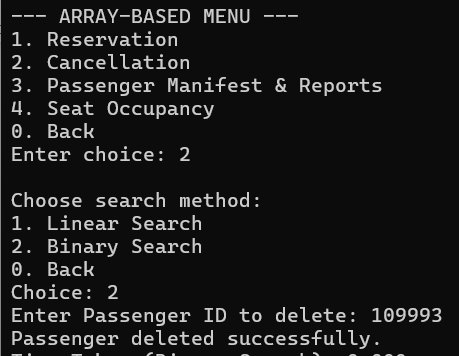 --- ARRAY-BASED MENU ---
1. Reservation
2. Cancellation
3. Passenger Manifest & Reports
4. Seat Occupancy
0. Back
Enter choice: 2
Choose search method:
1. Linear Search
2. Binary Search
0. Back
Choice: 2
Enter Passenger ID to delete: 109993
Passenger deleted successfully.